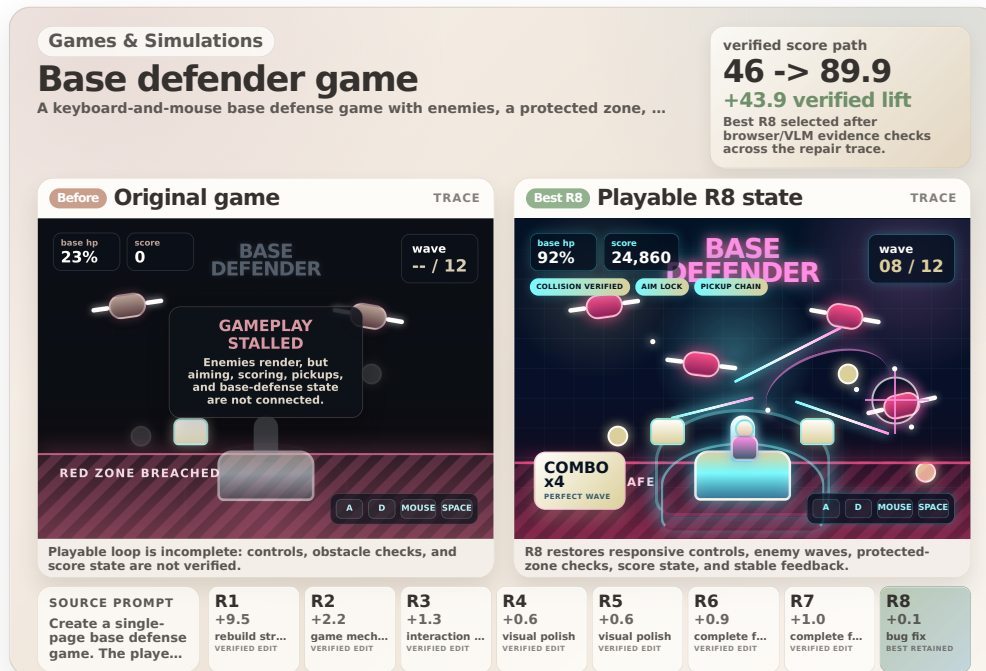 Games & Simulations
Base defender game
A keyboard-and-mouse base defense game with enemies, a protected zone, ...
verified score path
46 -> 89.9
+43.9 verified lift
Best R8 selected after
browser/VLM evidence checks
across the repair trace.
Before Original game TRACE
base hp
23%
score
0
BASE
DEFENDER
wave
-- / 12
GAMEPLAY
STALLED
Enemies render, but
aiming, scoring, pickups,
and base-defense state
are not connected.
RED ZONE BREACHED
A D MOUSE SPACE
Playable loop is incomplete: controls, obstacle checks, and
score state are not verified.
Best R8 Playable R8 state TRACE
base hp
92%
score
24,860
BASE
DEFENDER
wave
08 / 12
COLLISION VERIFIED AIM LOCK PICKUP CHAIN
COMBO
x4
PERFECT WAVE
AFE
A D MOUSE SPACE
R8 restores responsive controls, enemy waves, protected-
zone checks, score state, and stable feedback.
SOURCE PROMPT
Create a single-
page base defense
game. The playe...
R1
+9.5
rebuild str...
VERIFIED EDIT
R2
+2.2
game mech...
VERIFIED EDIT
R3
+1.3
interaction ...
VERIFIED EDIT
R4
+0.6
visual polish
VERIFIED EDIT
R5
+0.6
visual polish
VERIFIED EDIT
R6
+0.9
complete f...
VERIFIED EDIT
R7
+1.0
complete f...
VERIFIED EDIT
R8
+0.1
bug fix
BEST RETAINED